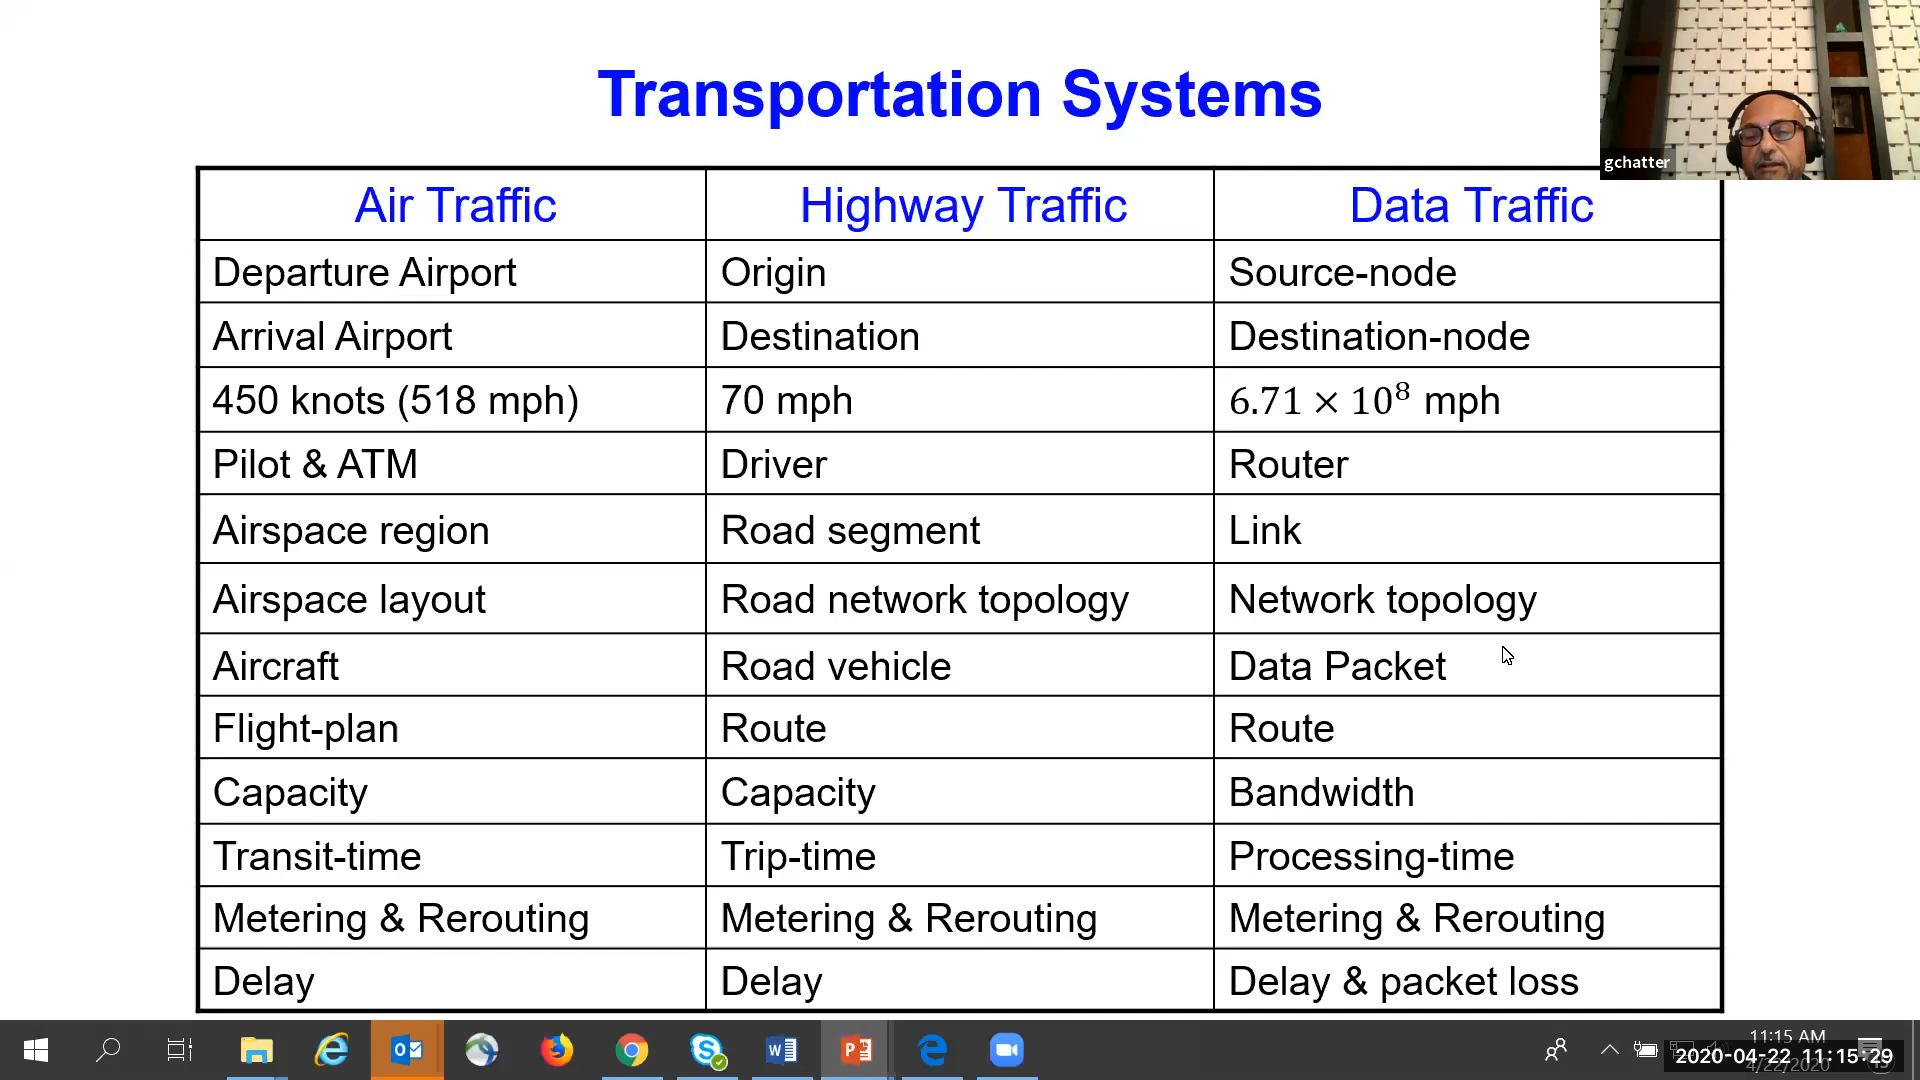 Transportation Systems
gchatter
Air Traffic Highway Traffic Data Traffic
Departure Airport Origin Source-node
Arrival Airport Destination Destination-node
450 knots (518 mph) 70 mph 6.71 × 10⁸ mph
Pilot & ATM Driver Router
Airspace region Road segment Link
Airspace layout Road network topology Network topology
Aircraft Road vehicle Data Packet
Flight-plan Route Route
Capacity Capacity Bandwidth
Transit-time Trip-time Processing-time
Metering & Rerouting Metering & Rerouting Metering & Rerouting
Delay Delay Delay & packet loss
11:15 AM
2020-04-22 11:15:29
4/22/2020